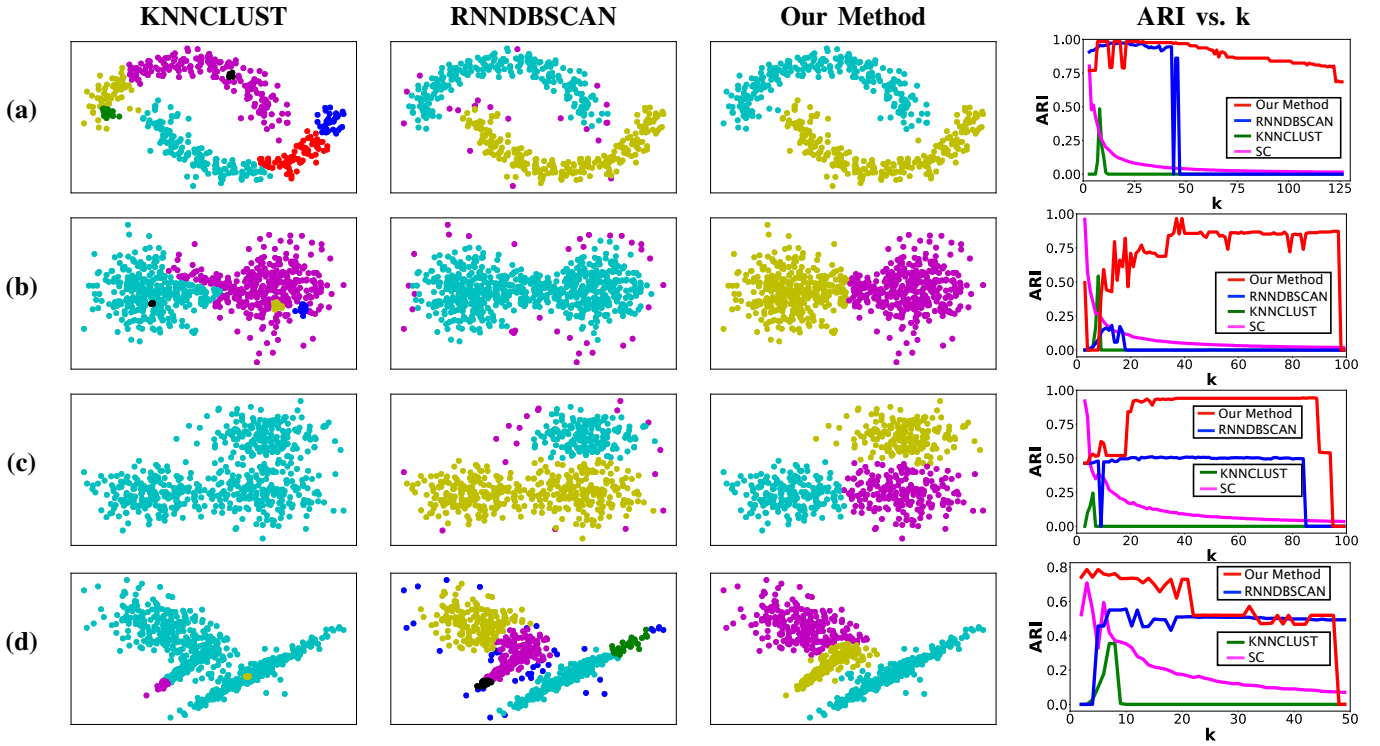 KNNCLUST RNNDBSCAN Our Method ARI vs. k
(a)
1.00
0.75
0.50
0.25
0.00
ARI
Our Method
RNNDBSCAN
KNNCLUST
SC
0 25 50 75 100 125
k
(b)
1.00
0.75
0.50
0.25
0.00
ARI
Our Method
RNNDBSCAN
KNNCLUST
SC
0 20 40 60 80 100
k
(c)
1.00
0.75
0.50
0.25
0.00
ARI
Our Method
RNNDBSCAN
KNNCLUST
SC
0 20 40 60 80 100
k
(d)
0.8
0.6
0.4
0.2
0.0
ARI
Our Method
RNNDBSCAN
KNNCLUST
SC
0 10 20 30 40 50
k